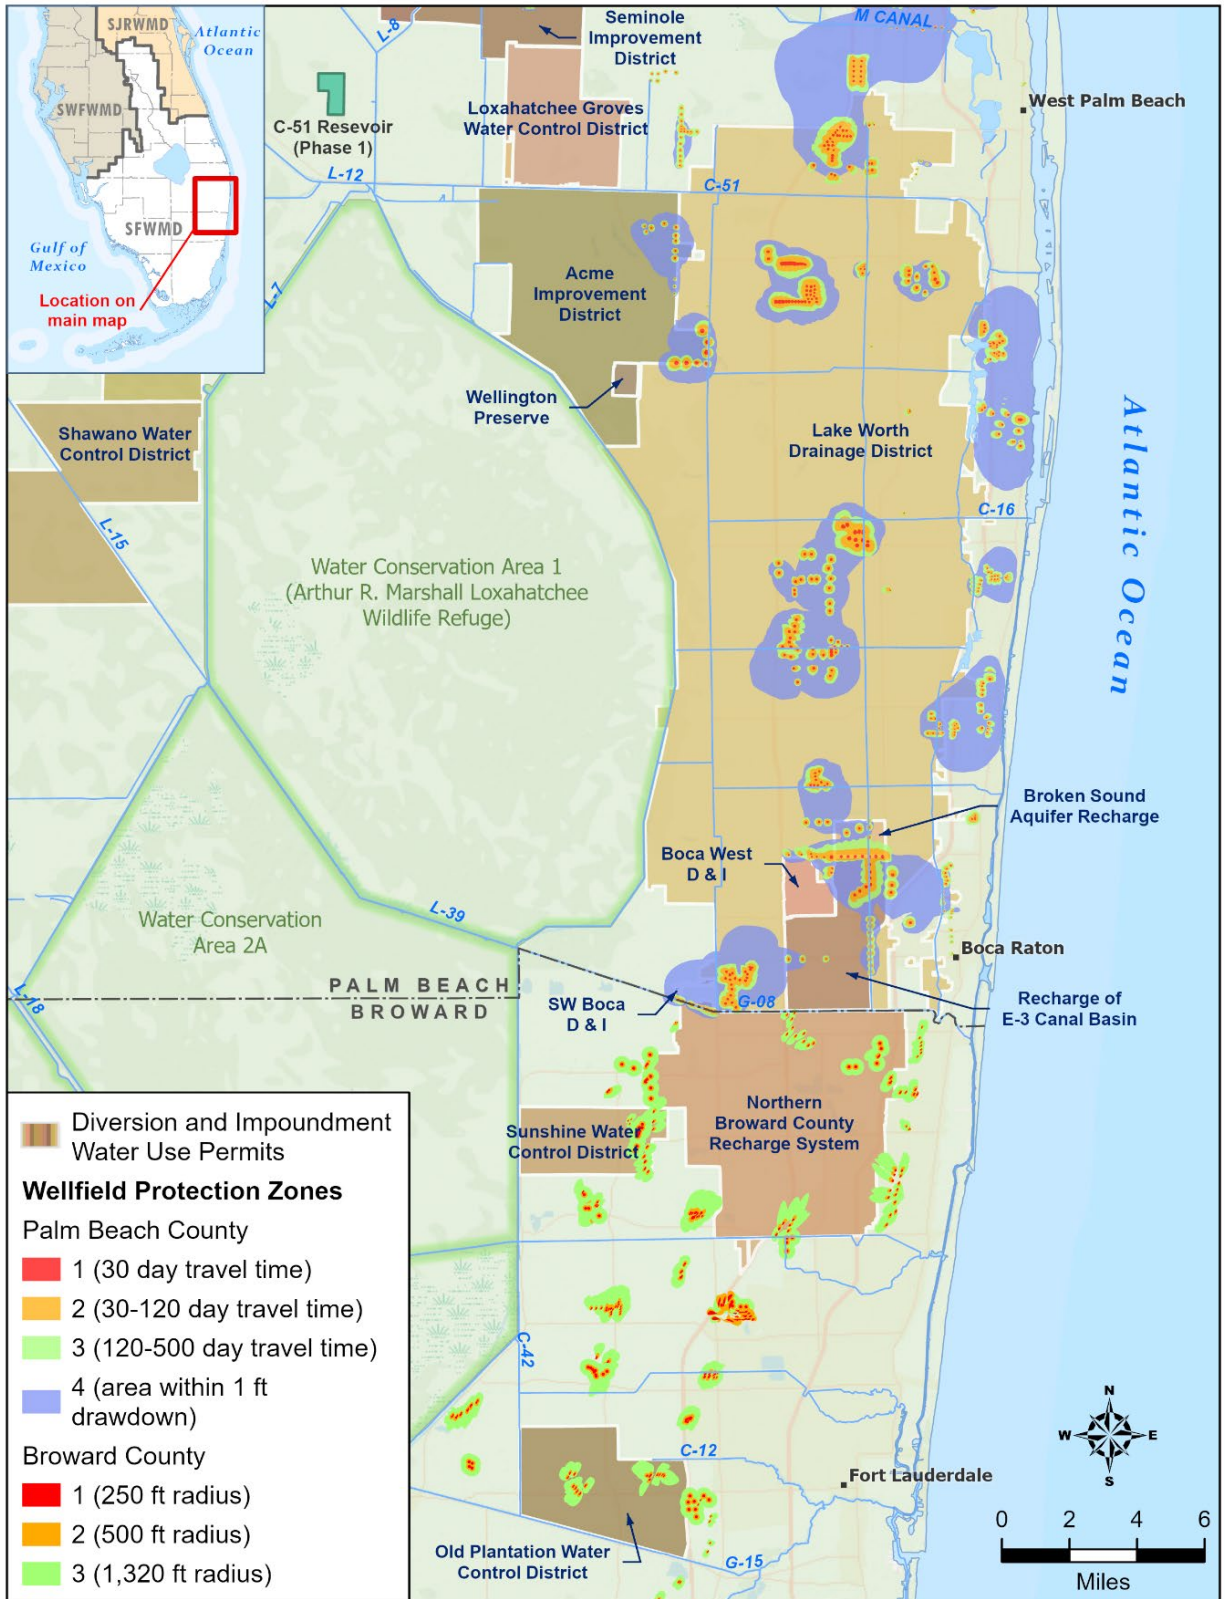 SJRWMD
Atlantic
Ocean
SWFWMD
SFWMD
Gulf of
Mexico
Location on
main map
L-8
Seminole
Improvement
District
M CANAL
C-51 Resevoir
(Phase 1)
Loxahatchee Groves
Water Control District
West Palm Beach
L-12
C-51
L-7
Acme
Improvement
District
Wellington
Preserve
Shawano Water
Control District
Lake Worth
Drainage District
Atlantic Ocean
L-15
C-16
Water Conservation Area 1
(Arthur R. Marshall Loxahatchee
Wildlife Refuge)
Broken Sound
Aquifer Recharge
Boca West
D & I
Water Conservation
Area 2A
L-39
Boca Raton
L-18
PALM BEACH
BROWARD
SW Boca
D & I
G-08
Recharge of
E-3 Canal Basin
Northern
Broward County
Recharge System
Sunshine Water
Control District
C-42
C-12
Fort Lauderdale
Old Plantation Water
Control District
G-15
Diversion and Impoundment
Water Use Permits
Wellfield Protection Zones
Palm Beach County
1 (30 day travel time)
2 (30-120 day travel time)
3 (120-500 day travel time)
4 (area within 1 ft
drawdown)
Broward County
1 (250 ft radius)
2 (500 ft radius)
3 (1,320 ft radius)
N
W E
S
0 2 4 6
Miles